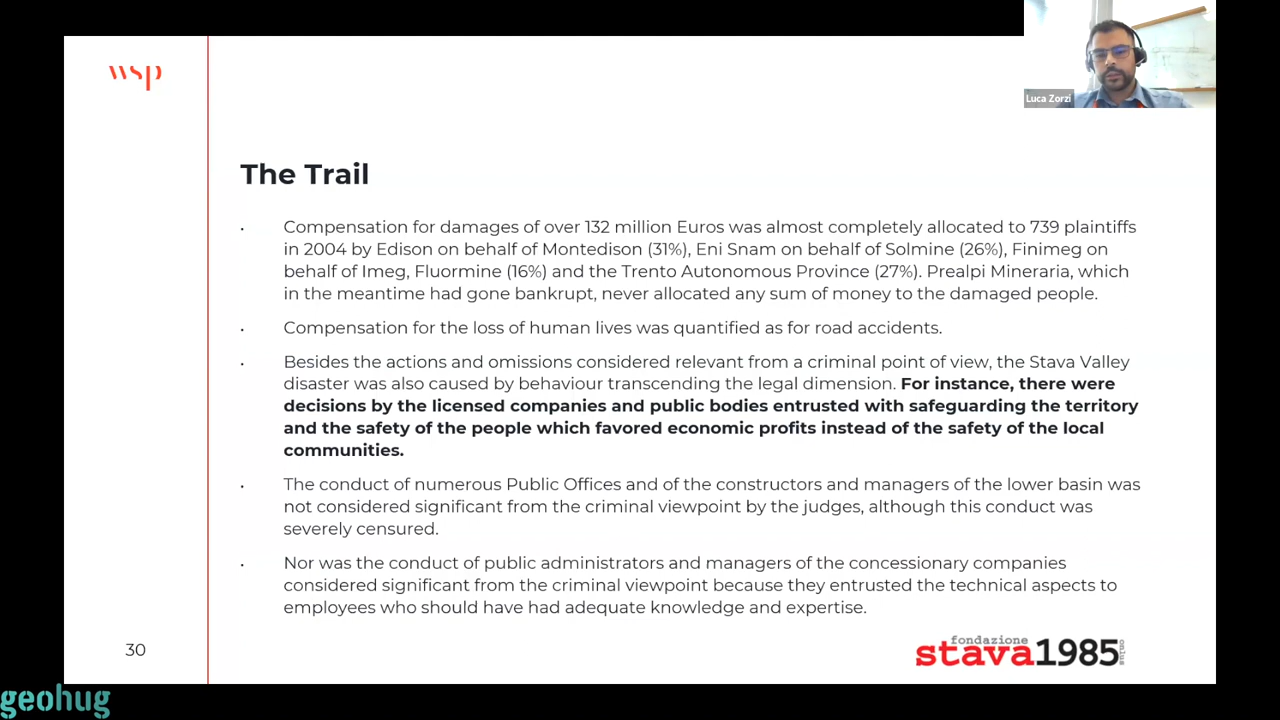 wsp
Luca Zorzi
The Trail
• Compensation for damages of over 132 million Euros was almost completely allocated to 739 plaintiffs
in 2004 by Edison on behalf of Montedison (31%), Eni Snam on behalf of Solmine (26%), Finimeg on
behalf of Imeg, Fluormine (16%) and the Trento Autonomous Province (27%). Prealpi Mineraria, which
in the meantime had gone bankrupt, never allocated any sum of money to the damaged people.
• Compensation for the loss of human lives was quantified as for road accidents.
• Besides the actions and omissions considered relevant from a criminal point of view, the Stava Valley
disaster was also caused by behaviour transcending the legal dimension. For instance, there were
decisions by the licensed companies and public bodies entrusted with safeguarding the territory
and the safety of the people which favored economic profits instead of the safety of the local
communities.
• The conduct of numerous Public Offices and of the constructors and managers of the lower basin was
not considered significant from the criminal viewpoint by the judges, although this conduct was
severely censured.
• Nor was the conduct of public administrators and managers of the concessionary companies
considered significant from the criminal viewpoint because they entrusted the technical aspects to
employees who should have had adequate knowledge and expertise.
30
fondazione
stava1985
onlus
geohug